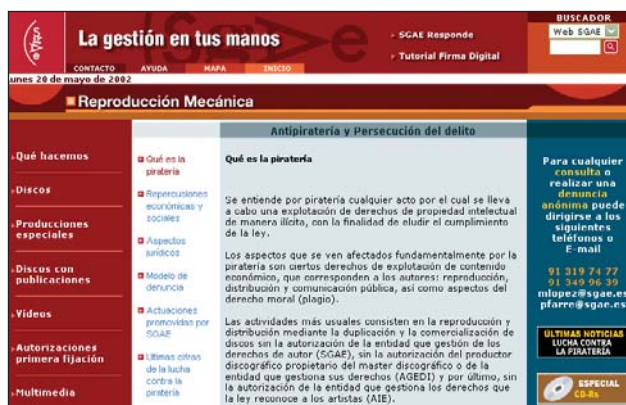 sgae
La gestión en tus manos
SGAE Responde
Tutorial Firma Digital
BUSCADOR
Web SGAE
CONTACTO AYUDA MAPA INICIO
unes 20 de mayo de 2002
Reproducción Mecánica
Qué hacemos
Discos
Producciones
especiales
Discos con
publicaciones
Vídeos
Autorizaciones
primera fijación
Multimedia
Qué es la
piratería
Repercusiones
económicas y
sociales
Aspectos
jurídicos
Modelo de
denuncia
Actuaciones
promovidas por
SGAE
Ultimas cifras
de la lucha
contra la
piratería
Antipiratería y Persecución del delito
Qué es la piratería
Se entiende por piratería cualquier acto por el cual se lleva
a cabo una explotación de derechos de propiedad intelectual
de manera ilícita, con la finalidad de eludir el cumplimiento
de la ley.
Los aspectos que se ven afectados fundamentalmente por la
piratería son ciertos derechos de explotación de contenido
económico, que corresponden a los autores: reproducción,
distribución y comunicación pública, así como aspectos del
derecho moral (plagio).
Las actividades más usuales consisten en la reproducción y
distribución mediante la duplicación y la comercialización de
discos sin la autorización de la entidad que gestión de los
derechos de autor (SGAE), sin la autorización del productor
discográfico propietario del master discográfico o de la
entidad que gestiona sus derechos (AGEDI) y por último, sin
la autorización de la entidad que gestiona los derechos que
la ley reconoce a los artistas (AIE).
Para cualquier
consulta o
realizar una
denuncia
anónima puede
dirigirse a los
siguientes
teléfonos o
E-mail
91 319 74 77
91 349 96 39
mlopez@sgae.es
pfarre@sgae.es
ÚLTIMAS NOTICIAS
LUCHA CONTRA
LA PIRATERÍA
ESPECIAL
CD-Rs